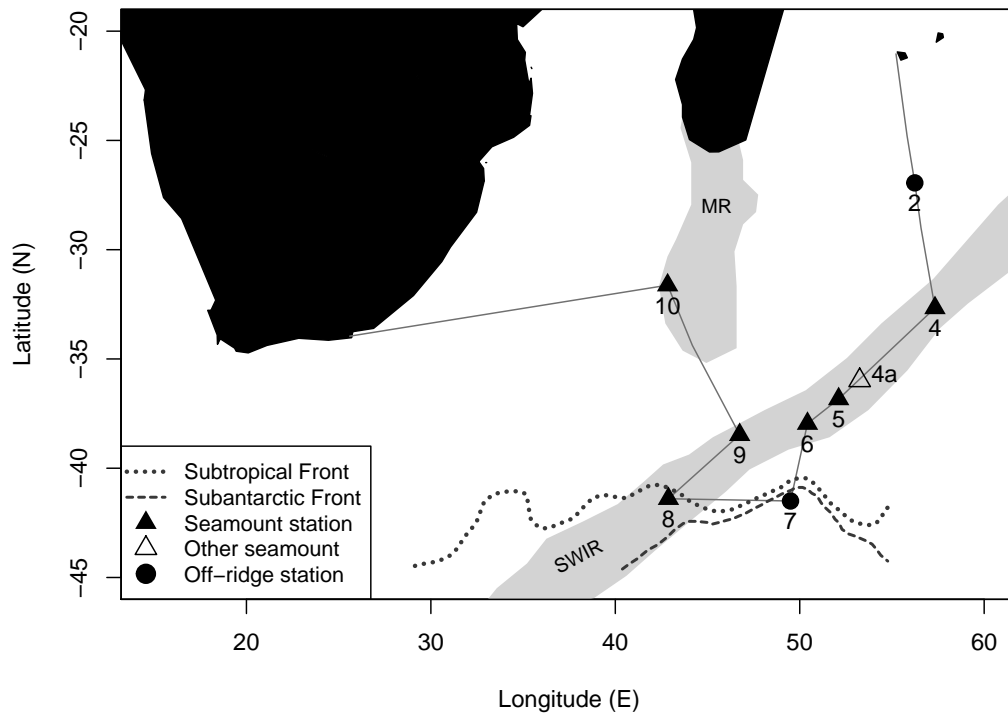 −20
−25
−30
−35
−40
−45
Latitude (N)
MR
2
10
4
4a
5
6
9
8
7
SWIR
Subtropical Front
Subantarctic Front
Seamount station
Other seamount
Off−ridge station
20
30
40
50
60
Longitude (E)